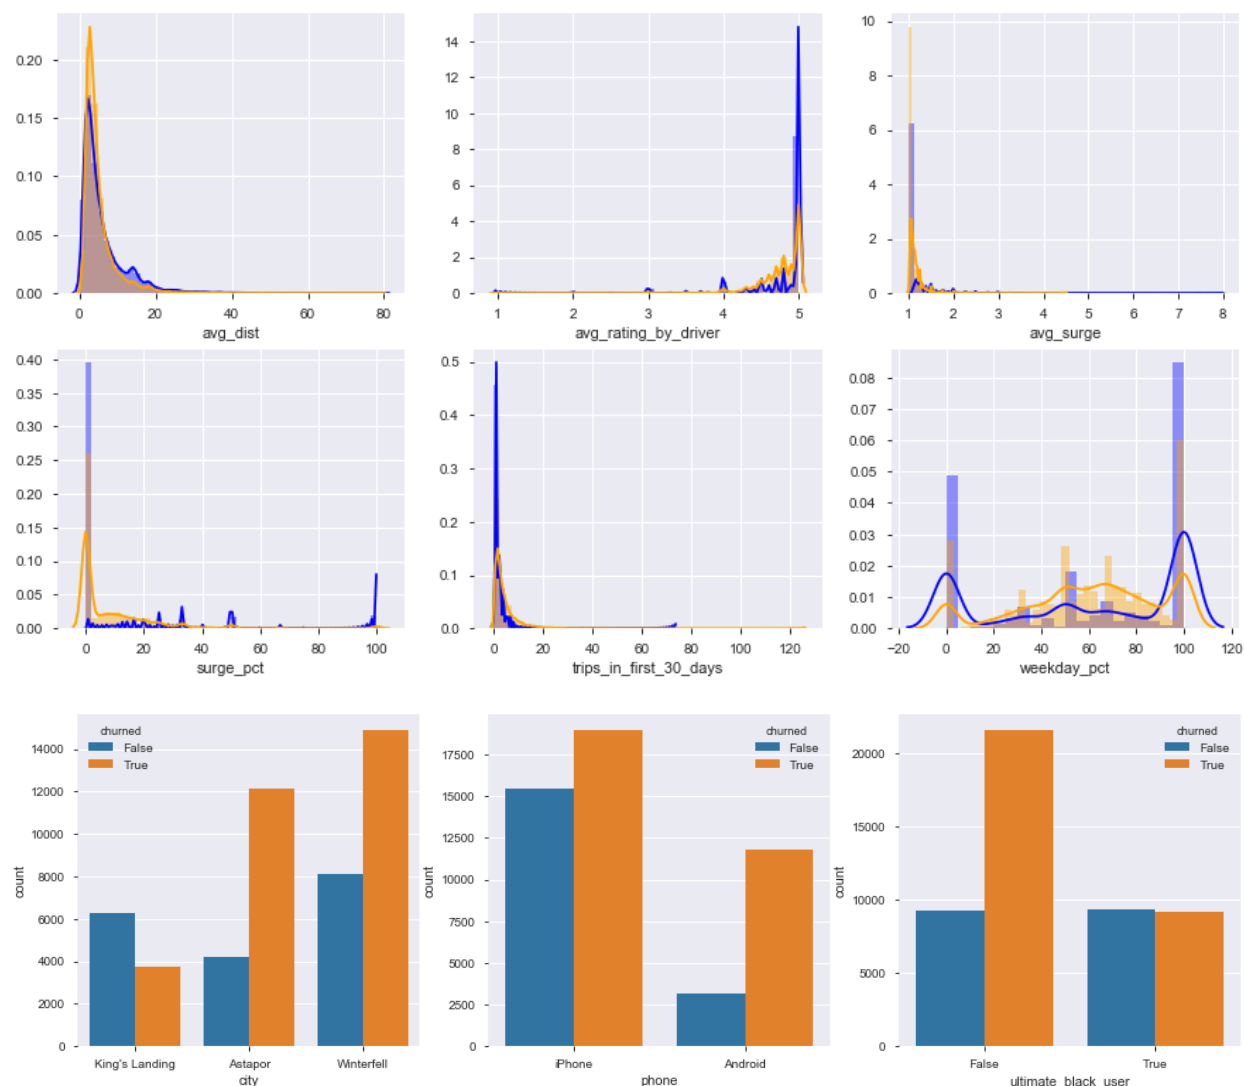 0.20
0.15
0.10
0.05
0.00
0 20 40 60 80
avg_dist
14
12
10
8
6
4
2
0
1 2 3 4 5
avg_rating_by_driver
10
8
6
4
2
0
1 2 3 4 5 6 7 8
avg_surge
0.40
0.35
0.30
0.25
0.20
0.15
0.10
0.05
0.00
0 20 40 60 80 100
surge_pct
0.5
0.4
0.3
0.2
0.1
0.0
0 20 40 60 80 100 120
trips_in_first_30_days
0.08
0.07
0.06
0.05
0.04
0.03
0.02
0.01
0.00
−20 0 20 40 60 80 100 120
weekday_pct
churned
False
True
14000
12000
10000
8000
6000
4000
2000
0
count
King's Landing Astapor Winterfell
city
churned
False
True
17500
15000
12500
10000
7500
5000
2500
0
count
iPhone Android
phone
churned
False
True
20000
15000
10000
5000
0
count
False True
ultimate_black_user